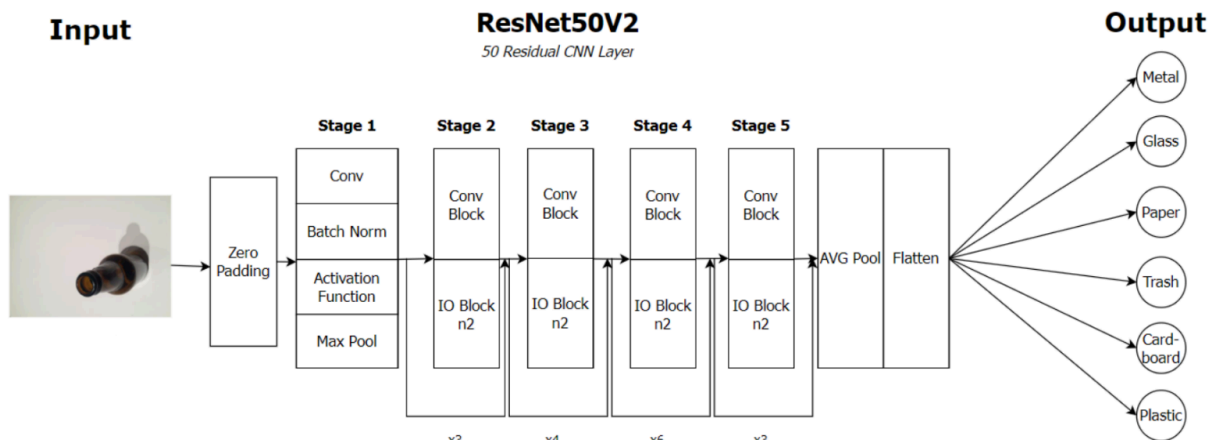 Input
ResNet50V2
50 Residual CNN Layer
Output
Stage 1
Stage 2
Stage 3
Stage 4
Stage 5
Zero
Padding
Conv
Batch Norm
Activation
Function
Max Pool
Conv
Block
IO Block
n2
Conv
Block
IO Block
n2
Conv
Block
IO Block
n2
Conv
Block
IO Block
n2
AVG Pool
Flatten
Metal
Glass
Paper
Trash
Card-
board
Plastic